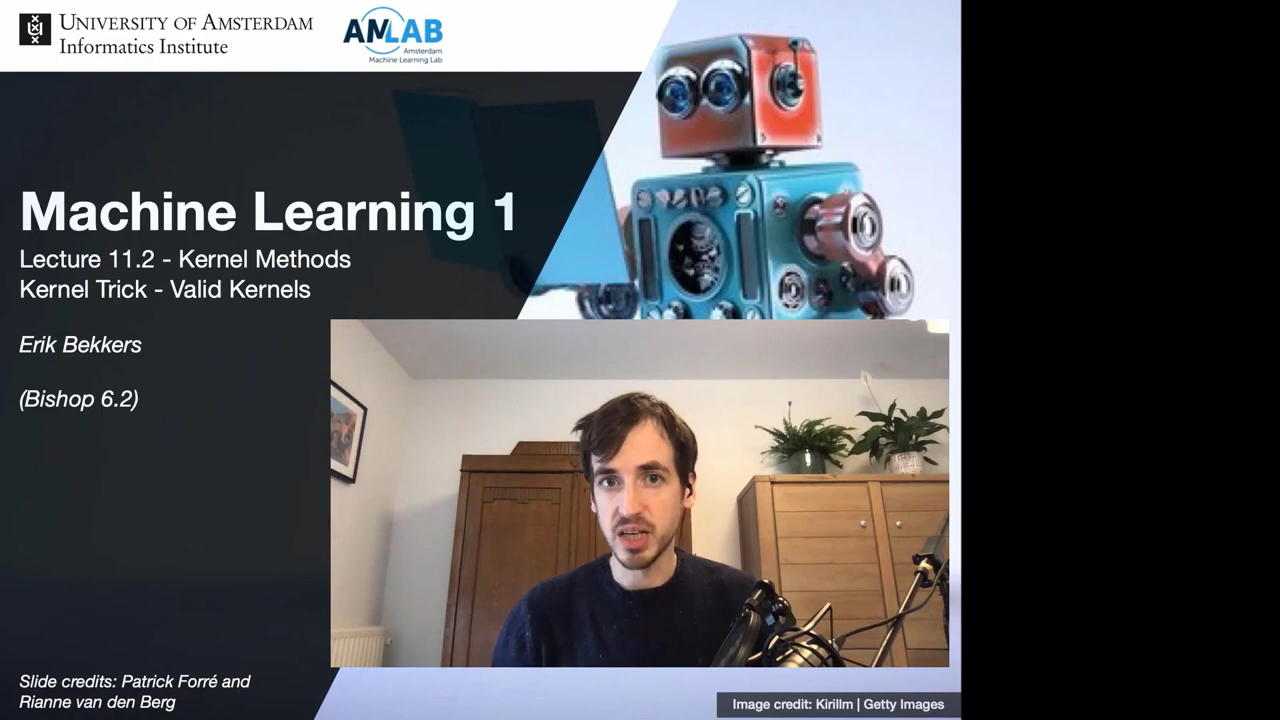 UNIVERSITY OF AMSTERDAM
Informatics Institute
AMLAB
Amsterdam
Machine Learning Lab
Machine Learning 1
Lecture 11.2 - Kernel Methods
Kernel Trick - Valid Kernels
Erik Bekkers
(Bishop 6.2)
Slide credits: Patrick Forré and
Rianne van den Berg
Image credit: Kirillm | Getty Images